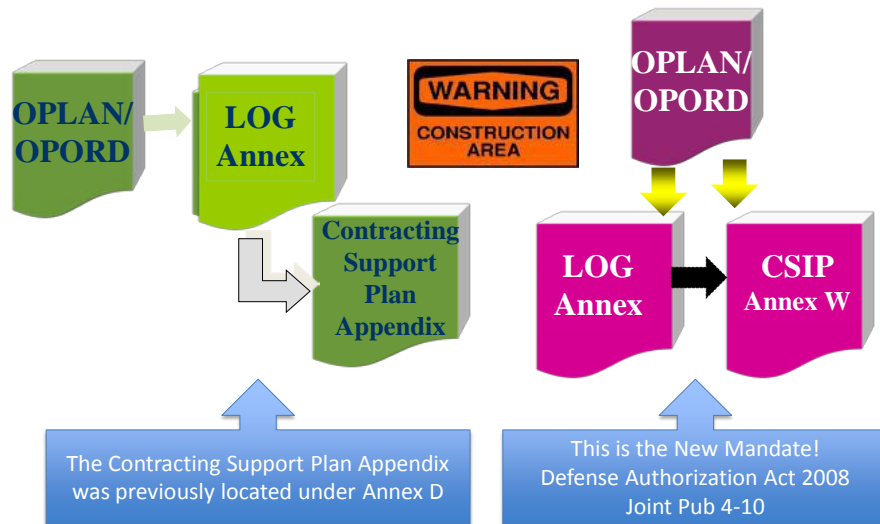 OPLAN/
OPORD
LOG
Annex
Contracting
Support
Plan
Appendix
The Contracting Support Plan Appendix
was previously located under Annex D
WARNING
CONSTRUCTION
AREA
OPLAN/
OPORD
LOG
Annex
CSIP
Annex W
This is the New Mandate!
Defense Authorization Act 2008
Joint Pub 4-10